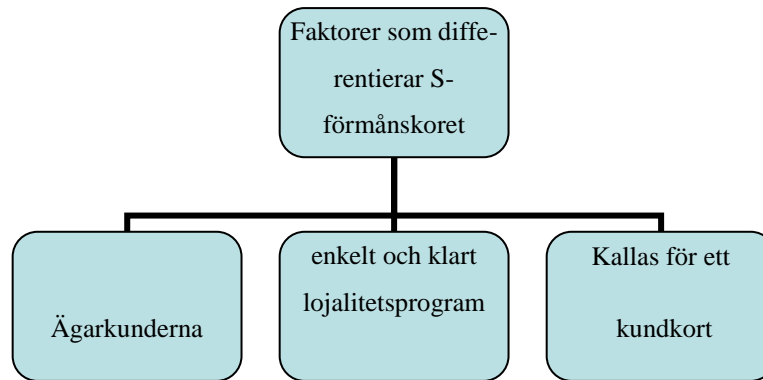 Faktorer som diffe-
rentierar S-
förmånskoret
Ägarkunderna
enkelt och klart
lojalitetsprogram
Kallas för ett
kundkort